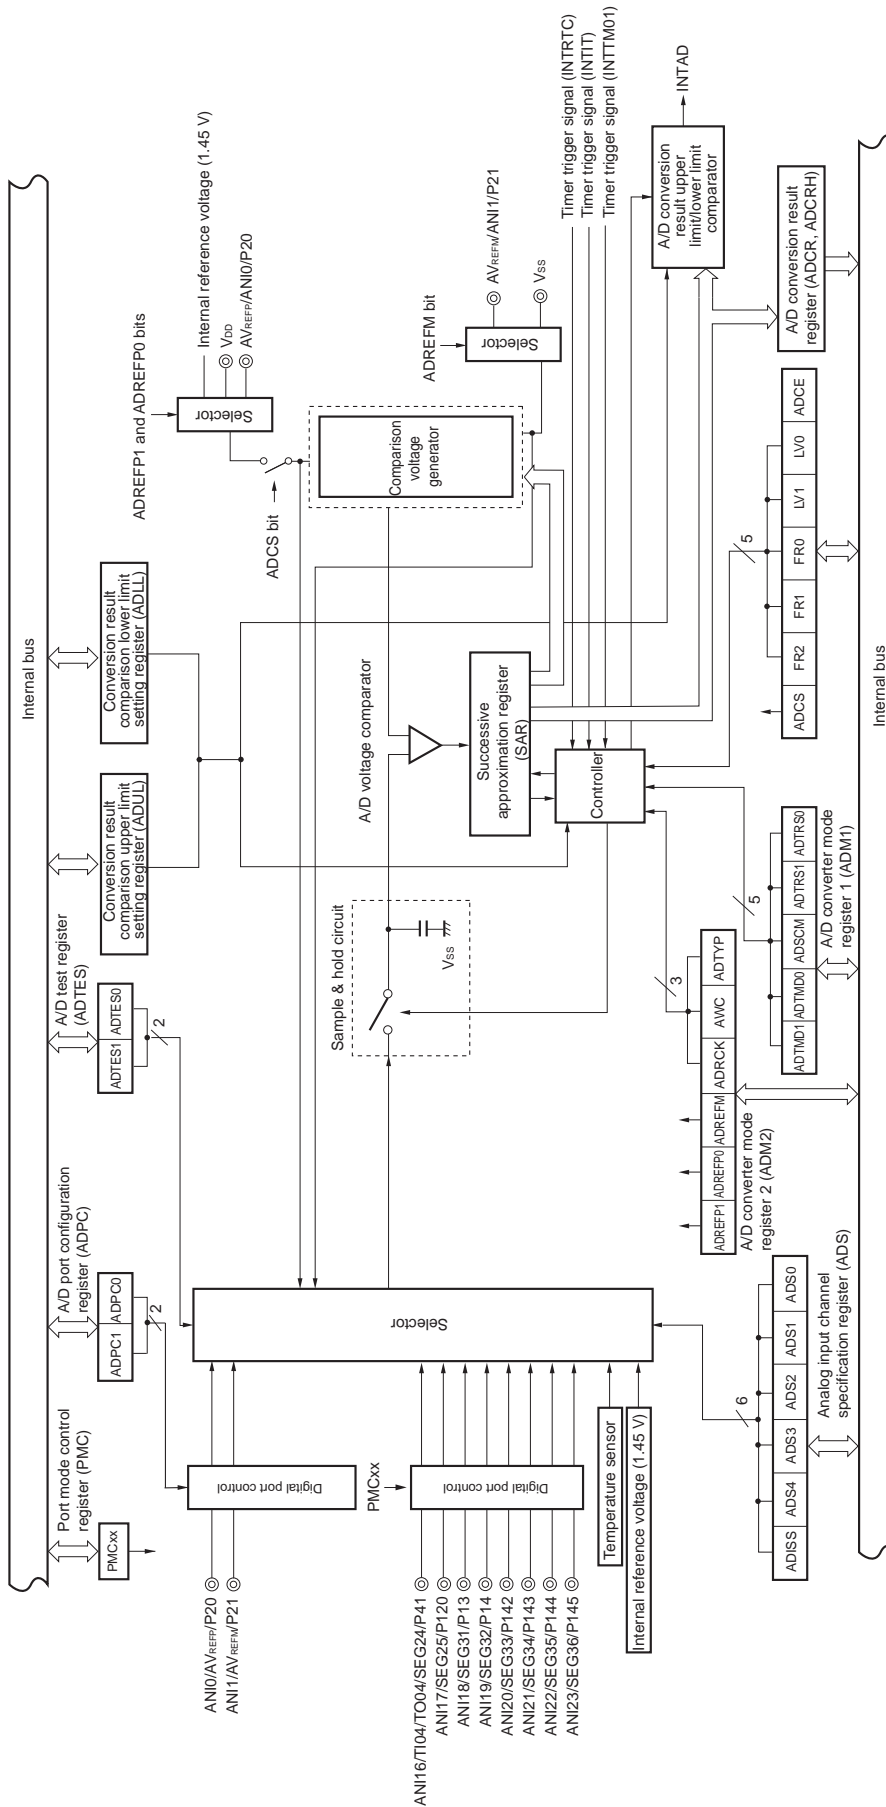 Internal bus
Port mode control
register (PMC)
PMCxx
A/D port configuration
register (ADPC)
ADPC1 ADPC0
2
A/D test register
(ADTES)
ADTES1 ADTES0
2
Conversion result
comparison upper limit
setting register (ADUL)
Conversion result
comparison lower limit
setting register (ADLL)
ADREFP1 and ADREFP0 bits
Selector
Internal reference voltage (1.45 V)
VDD
AVREFP/ANI0/P20
ADCS bit
Comparison
voltage
generator
ADREFM bit
Selector
AVREFM/ANI1/P21
VSS
ANI0/AVREFP/P20
ANI1/AVREFM/P21
Digital port control
PMCxx
ANI16/TI04/TO04/SEG24/P41
ANI17/SEG25/P120
ANI18/SEG31/P13
ANI19/SEG32/P14
ANI20/SEG33/P142
ANI21/SEG34/P143
ANI22/SEG35/P144
ANI23/SEG36/P145
Digital port control
Temperature sensor
Internal reference voltage (1.45 V)
Selector
Sample & hold circuit
VSS
A/D voltage comparator
Successive
approximation register
(SAR)
Controller
Timer trigger signal (INTRTC)
Timer trigger signal (INTIT)
Timer trigger signal (INTTM01)
A/D conversion
result upper
limit/lower limit
comparator
INTAD
A/D conversion result
register (ADCR, ADCRH)
6
ADISS ADS4 ADS3 ADS2 ADS1 ADS0
Analog input channel
specification register (ADS)
3
ADREFP1 ADREFP0 ADREFM ADRCK AWC ADTYP
A/D converter mode
register 2 (ADM2)
5
ADTMD1 ADTMD0 ADSCM ADTRS1 ADTRS0
A/D converter mode
register 1 (ADM1)
5
ADCS FR2 FR1 FR0 LV1 LV0 ADCE
Internal bus